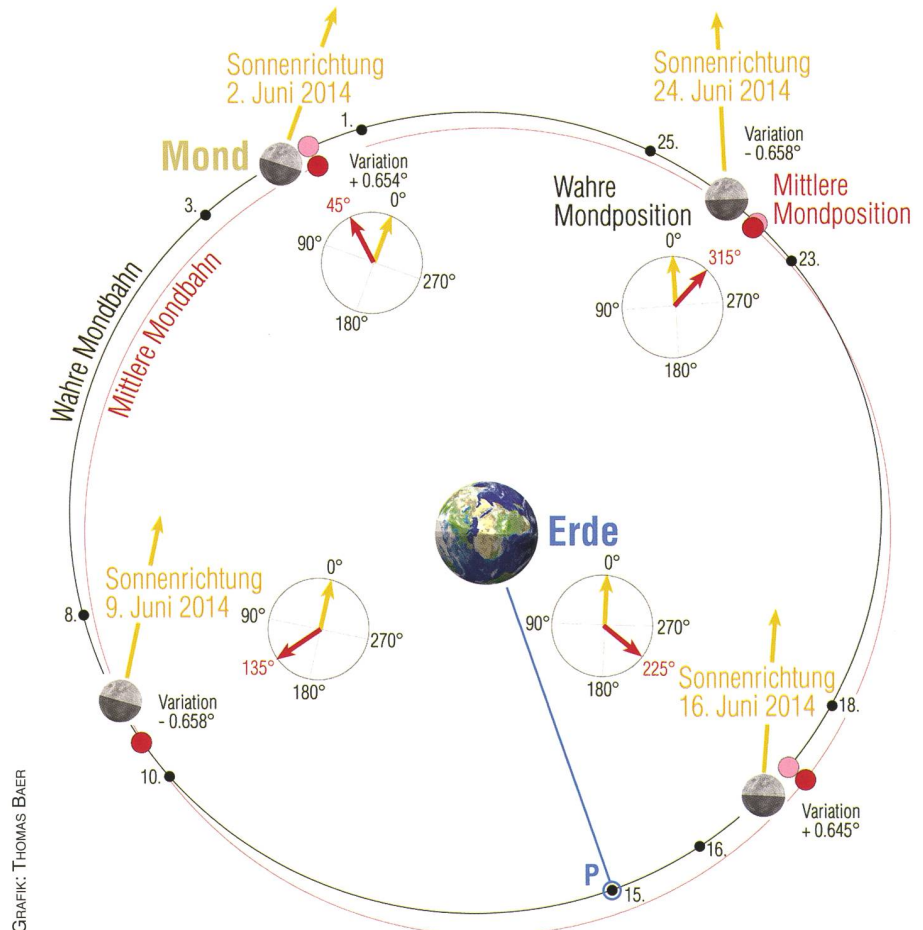 Sonnenrichtung
2. Juni 2014
Sonnenrichtung
24. Juni 2014
1.
25.
Mond
Variation
+ 0.654°
Variation
- 0.658°
3.
Wahre
Mondposition
Mittlere
Mondposition
45°
0°
90°
270°
180°
0°
315°
90°
270°
180°
23.
Wahre Mondbahn
Mittlere Mondbahn
Erde
Sonnenrichtung
9. Juni 2014
8.
0°
90°
270°
135°
180°
0°
90°
270°
180°
225°
Sonnenrichtung
16. Juni 2014
Variation
- 0.658°
18.
10.
Variation
+ 0.645°
16.
P
15.
GRAFIK: THOMAS BAER